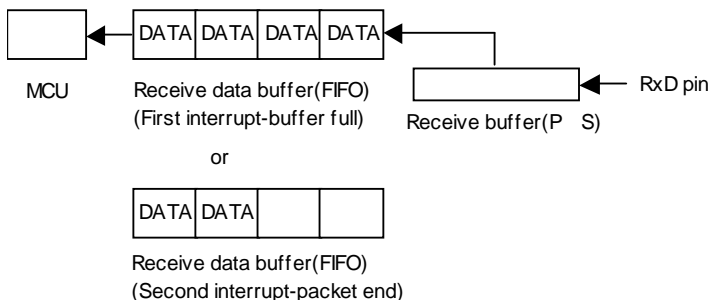 DATA DATA DATA DATA
MCU
Receive data buffer(FIFO)
(First interrupt-buffer full)
RxD pin
Receive buffer(P S)
or
DATA DATA
Receive data buffer(FIFO)
(Second interrupt-packet end)